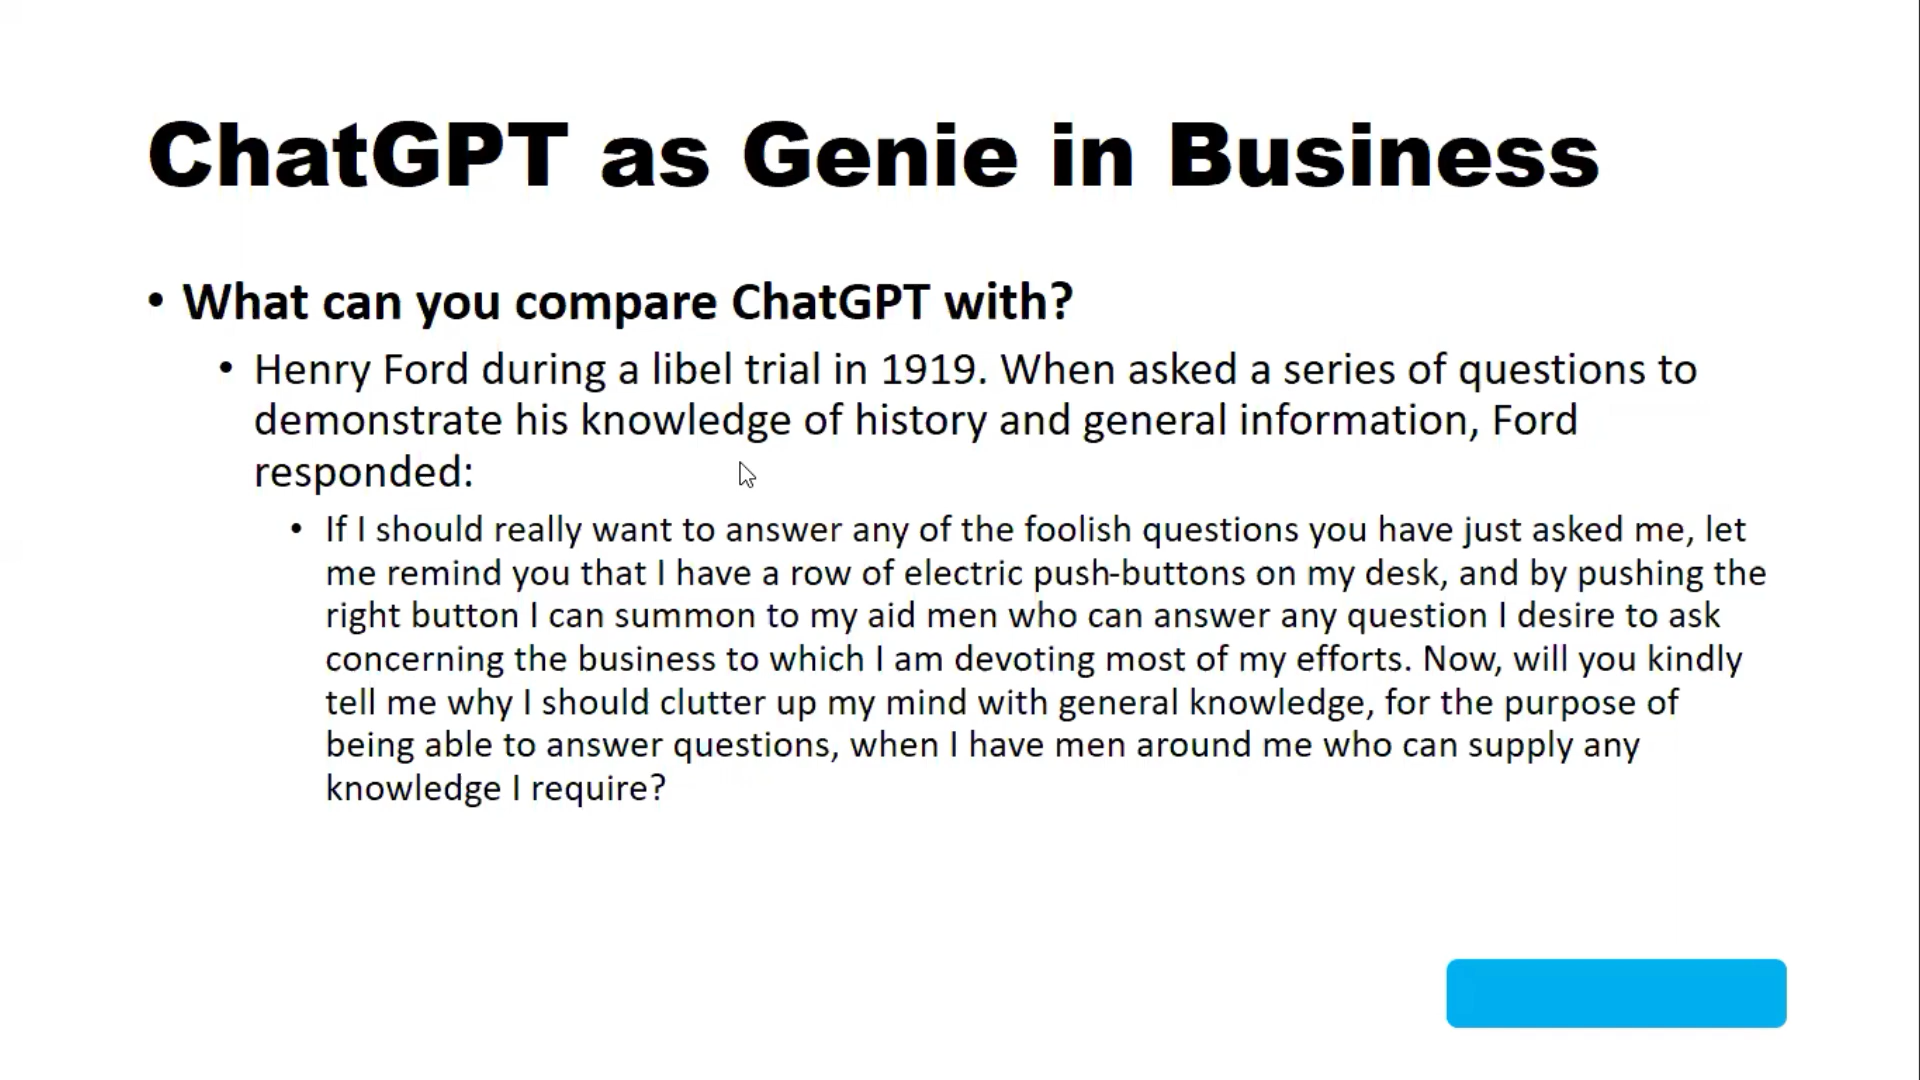 ChatGPT as Genie in Business
• What can you compare ChatGPT with?
• Henry Ford during a libel trial in 1919. When asked a series of questions to
demonstrate his knowledge of history and general information, Ford
responded:
• If I should really want to answer any of the foolish questions you have just asked me, let
me remind you that I have a row of electric push-buttons on my desk, and by pushing the
right button I can summon to my aid men who can answer any question I desire to ask
concerning the business to which I am devoting most of my efforts. Now, will you kindly
tell me why I should clutter up my mind with general knowledge, for the purpose of
being able to answer questions, when I have men around me who can supply any
knowledge I require?